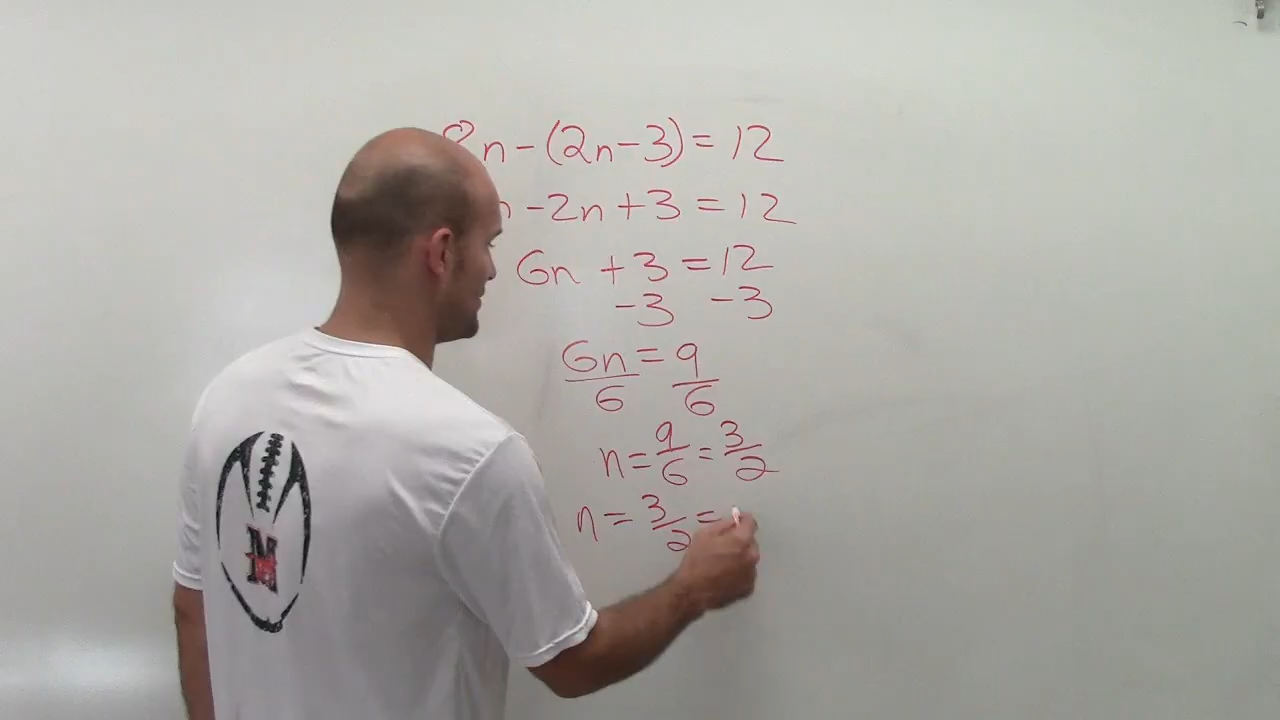 8n - (2n - 3) = 12
n - 2n + 3 = 12
6n + 3 = 12
-3 -3
6n/6 = 9/6
n = 9/6 = 3/2
n = 3/2 =
M